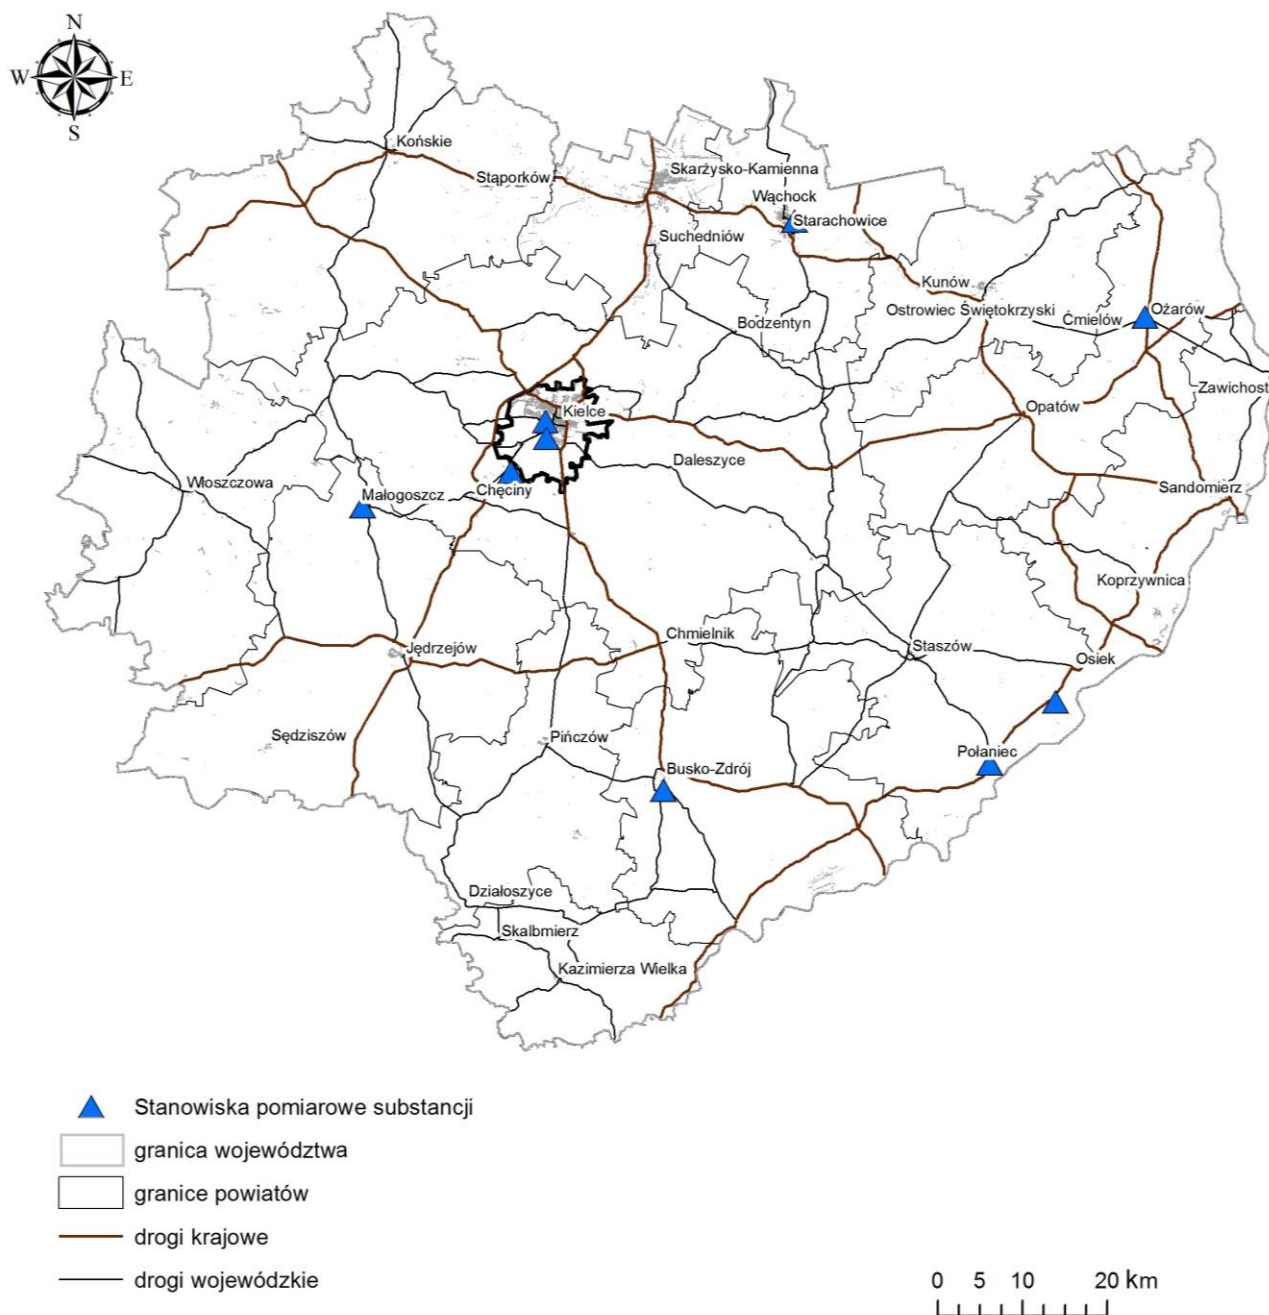 N
W E
S
Końskie
Stąporków
Skarżysko-Kamienna
Wąchock
Starachowice
Suchedniów
Kunów
Ostrowiec Świętokrzyski
Ćmielów
Ożarów
Bodzentyn
Zawichost
Kielce
Opatów
Daleszyce
Włoszczowa
Małogoszcz
Chęciny
Sandomierz
Koprzywnica
Chmielnik
Jędrzejów
Staszów
Osiek
Sędziszów
Pińczów
Połaniec
Busko-Zdrój
Działoszyce
Skalbmierz
Kazimierza Wielka
Stanowiska pomiarowe substancji
granica województwa
granice powiatów
drogi krajowe
drogi wojewódzkie
0 5 10 20 km